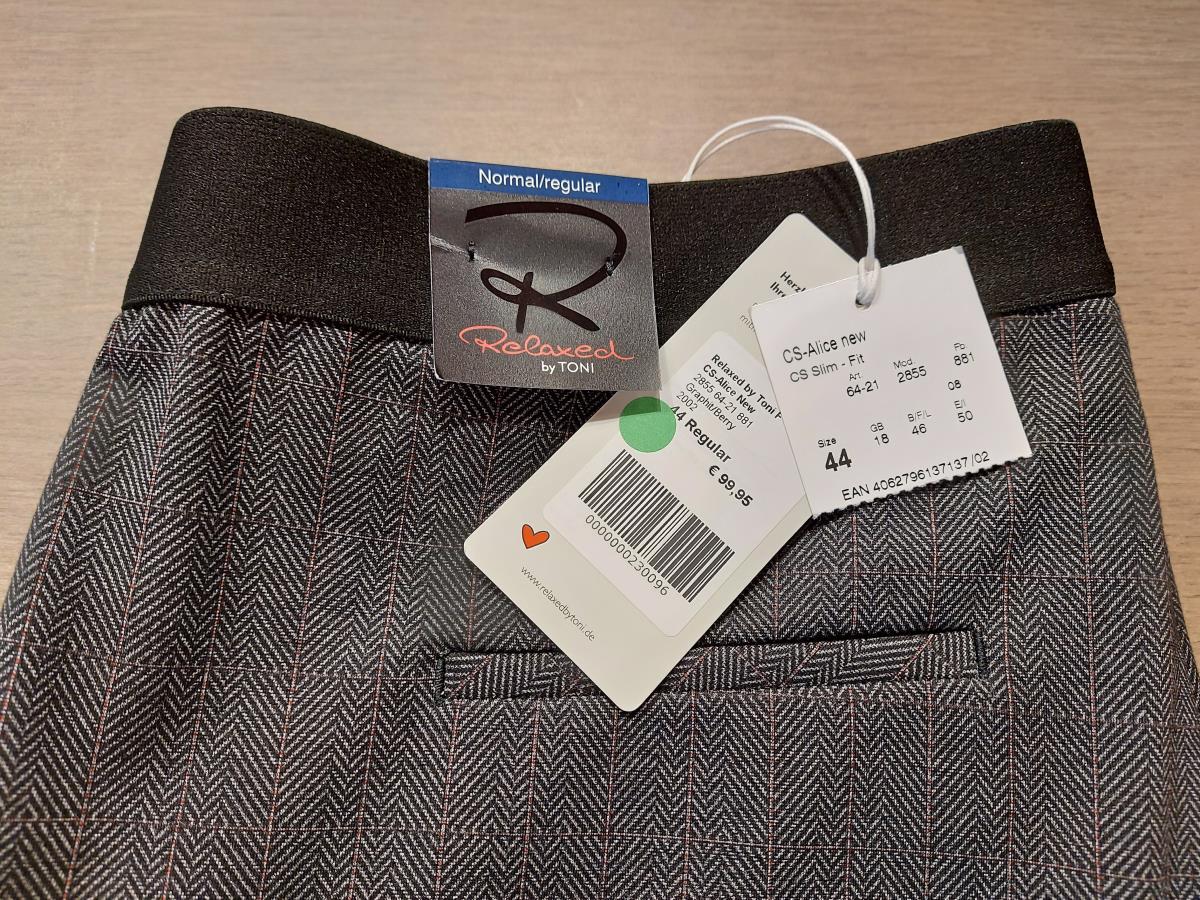 Normal/regular
R
Relaxed
by TONI
Ihre
Relaxed by Toni
CS-Alice New
2855 64-21 881
Graphit/Berry
2002
44 Regular
€ 99,95
0000000230096
www.relaxedbytoni.de
CS-Alice new
CS Slim - Fit
Art. Mod. Fb.
64-21 2855 881
08
Size GB B/F/L E/I
44 18 46 50
EAN 4062796137137 /02